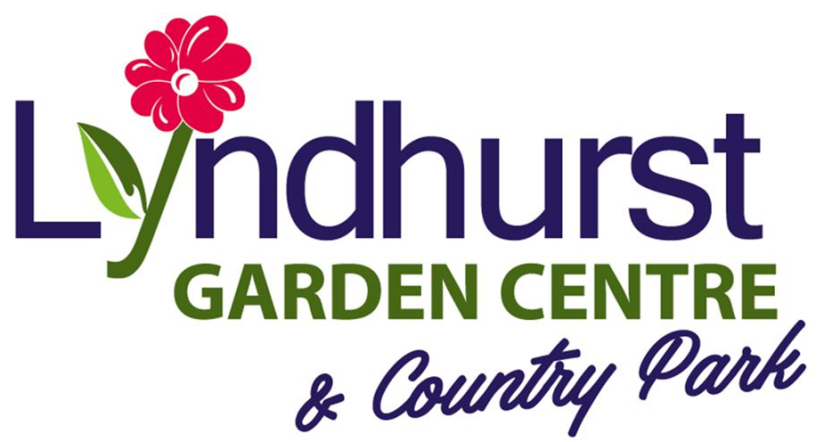 Lyndhurst
GARDEN CENTRE
& Country Park